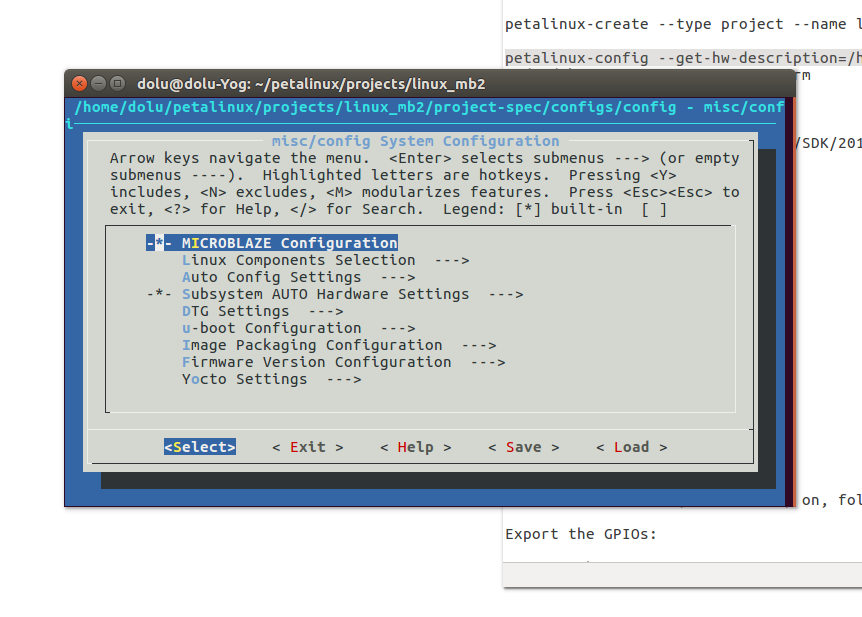 petalinux-create --type project --name
petalinux-config --get-hw-description=/h
rm
dolu@dolu-Yog: ~/petalinux/projects/linux_mb2
/home/dolu/petalinux/projects/linux_mb2/project-spec/configs/config - misc/conf
i
misc/config System Configuration
/SDK/201
Arrow keys navigate the menu.  <Enter> selects submenus ---> (or empty
submenus ----).  Highlighted letters are hotkeys.  Pressing <Y>
includes, <N> excludes, <M> modularizes features.  Press <Esc><Esc> to
exit, <?> for Help, </> for Search.  Legend: [*] built-in  [ ]
-*- MICROBLAZE Configuration
Linux Components Selection  --->
Auto Config Settings  --->
-*- Subsystem AUTO Hardware Settings  --->
DTG Settings  --->
u-boot Configuration  --->
Image Packaging Configuration  --->
Firmware Version Configuration  --->
Yocto Settings  --->
<Select>    < Exit >    < Help >    < Save >    < Load >
on, fol
Export the GPIOs: